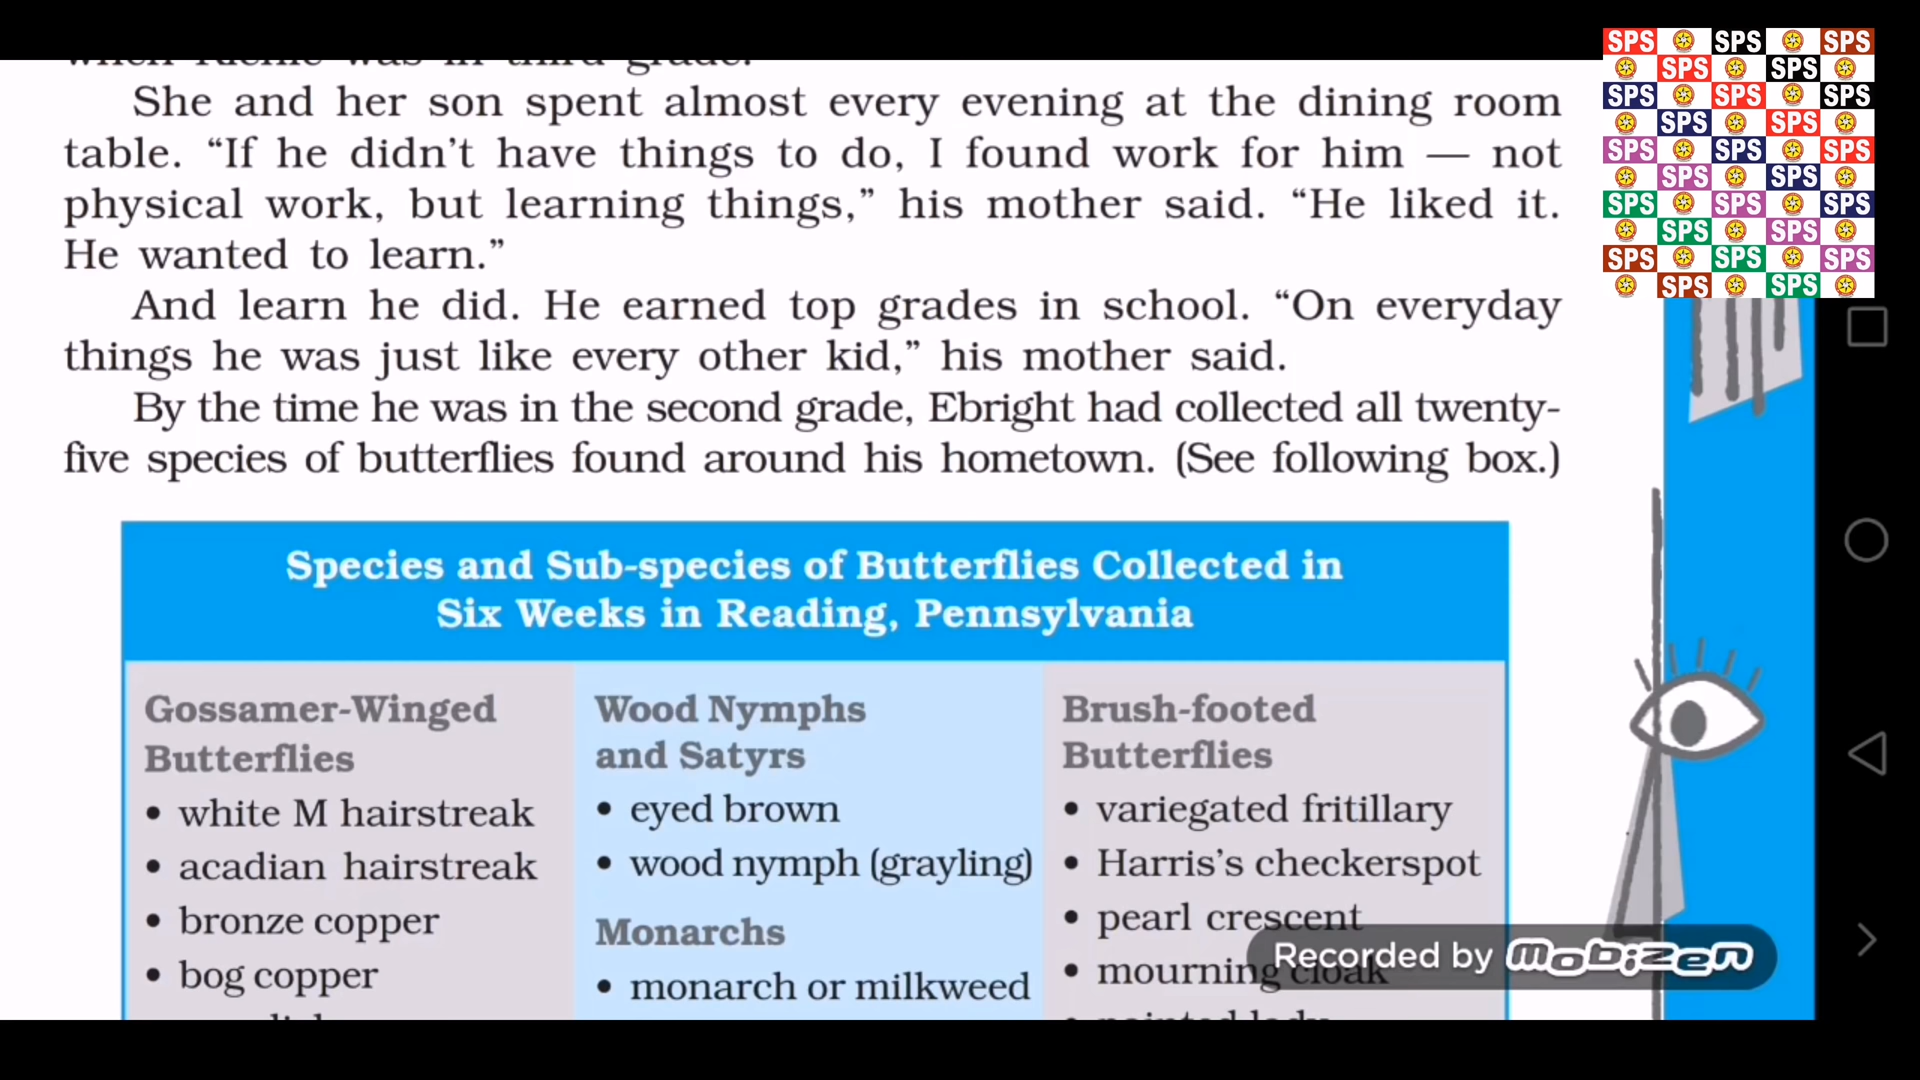 when Richie was in third grade.
She and her son spent almost every evening at the dining room
table. “If he didn’t have things to do, I found work for him — not
physical work, but learning things,” his mother said. “He liked it.
He wanted to learn.”
And learn he did. He earned top grades in school. “On everyday
things he was just like every other kid,” his mother said.
By the time he was in the second grade, Ebright had collected all twenty-
five species of butterflies found around his hometown. (See following box.)
Species and Sub-species of Butterflies Collected in
Six Weeks in Reading, Pennsylvania
Gossamer-Winged
Butterflies
• white M hairstreak
• acadian hairstreak
• bronze copper
• bog copper
Wood Nymphs
and Satyrs
• eyed brown
• wood nymph (grayling)
Monarchs
• monarch or milkweed
Brush-footed
Butterflies
• variegated fritillary
• Harris’s checkerspot
• pearl crescent
• mourning cloak
• painted lady
Recorded by Mobizen
SPS SPS SPS
SPS SPS
SPS SPS SPS
SPS SPS
SPS SPS SPS
SPS SPS
SPS SPS SPS
SPS SPS
SPS SPS SPS
SPS SPS